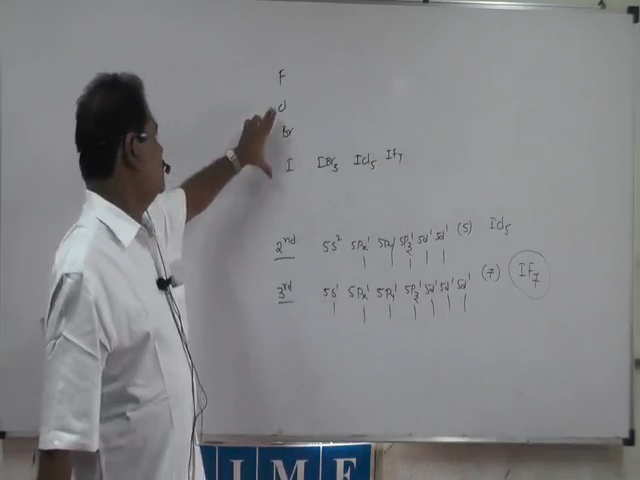 F
Cl
Br
I IBr₃ ICl₅ IF₇
2nd 5s² 5Px¹ 5Py¹ 5Pz¹ 5d¹ 5d¹ (5) ICl₅
3rd 5s¹ 5Px¹ 5Py¹ 5Pz¹ 5d¹ 5d¹ 5d¹ (7) IF₇
I M E